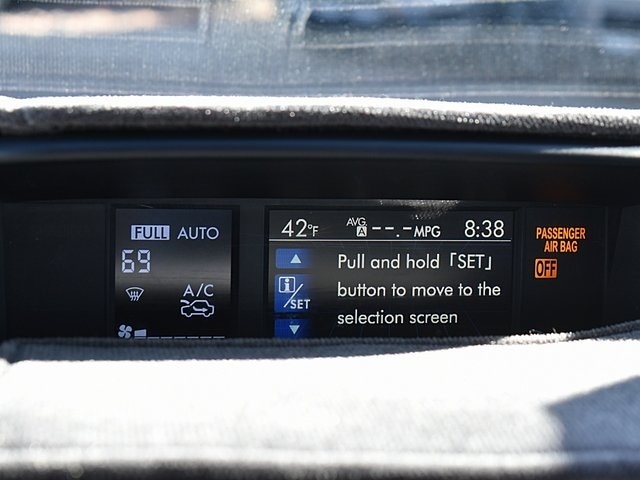 FULL AUTO
69
A/C
42°F AVG. A --.-MPG 8:38
i/SET
Pull and hold「SET」
button to move to the
selection screen
PASSENGER
AIR BAG
OFF